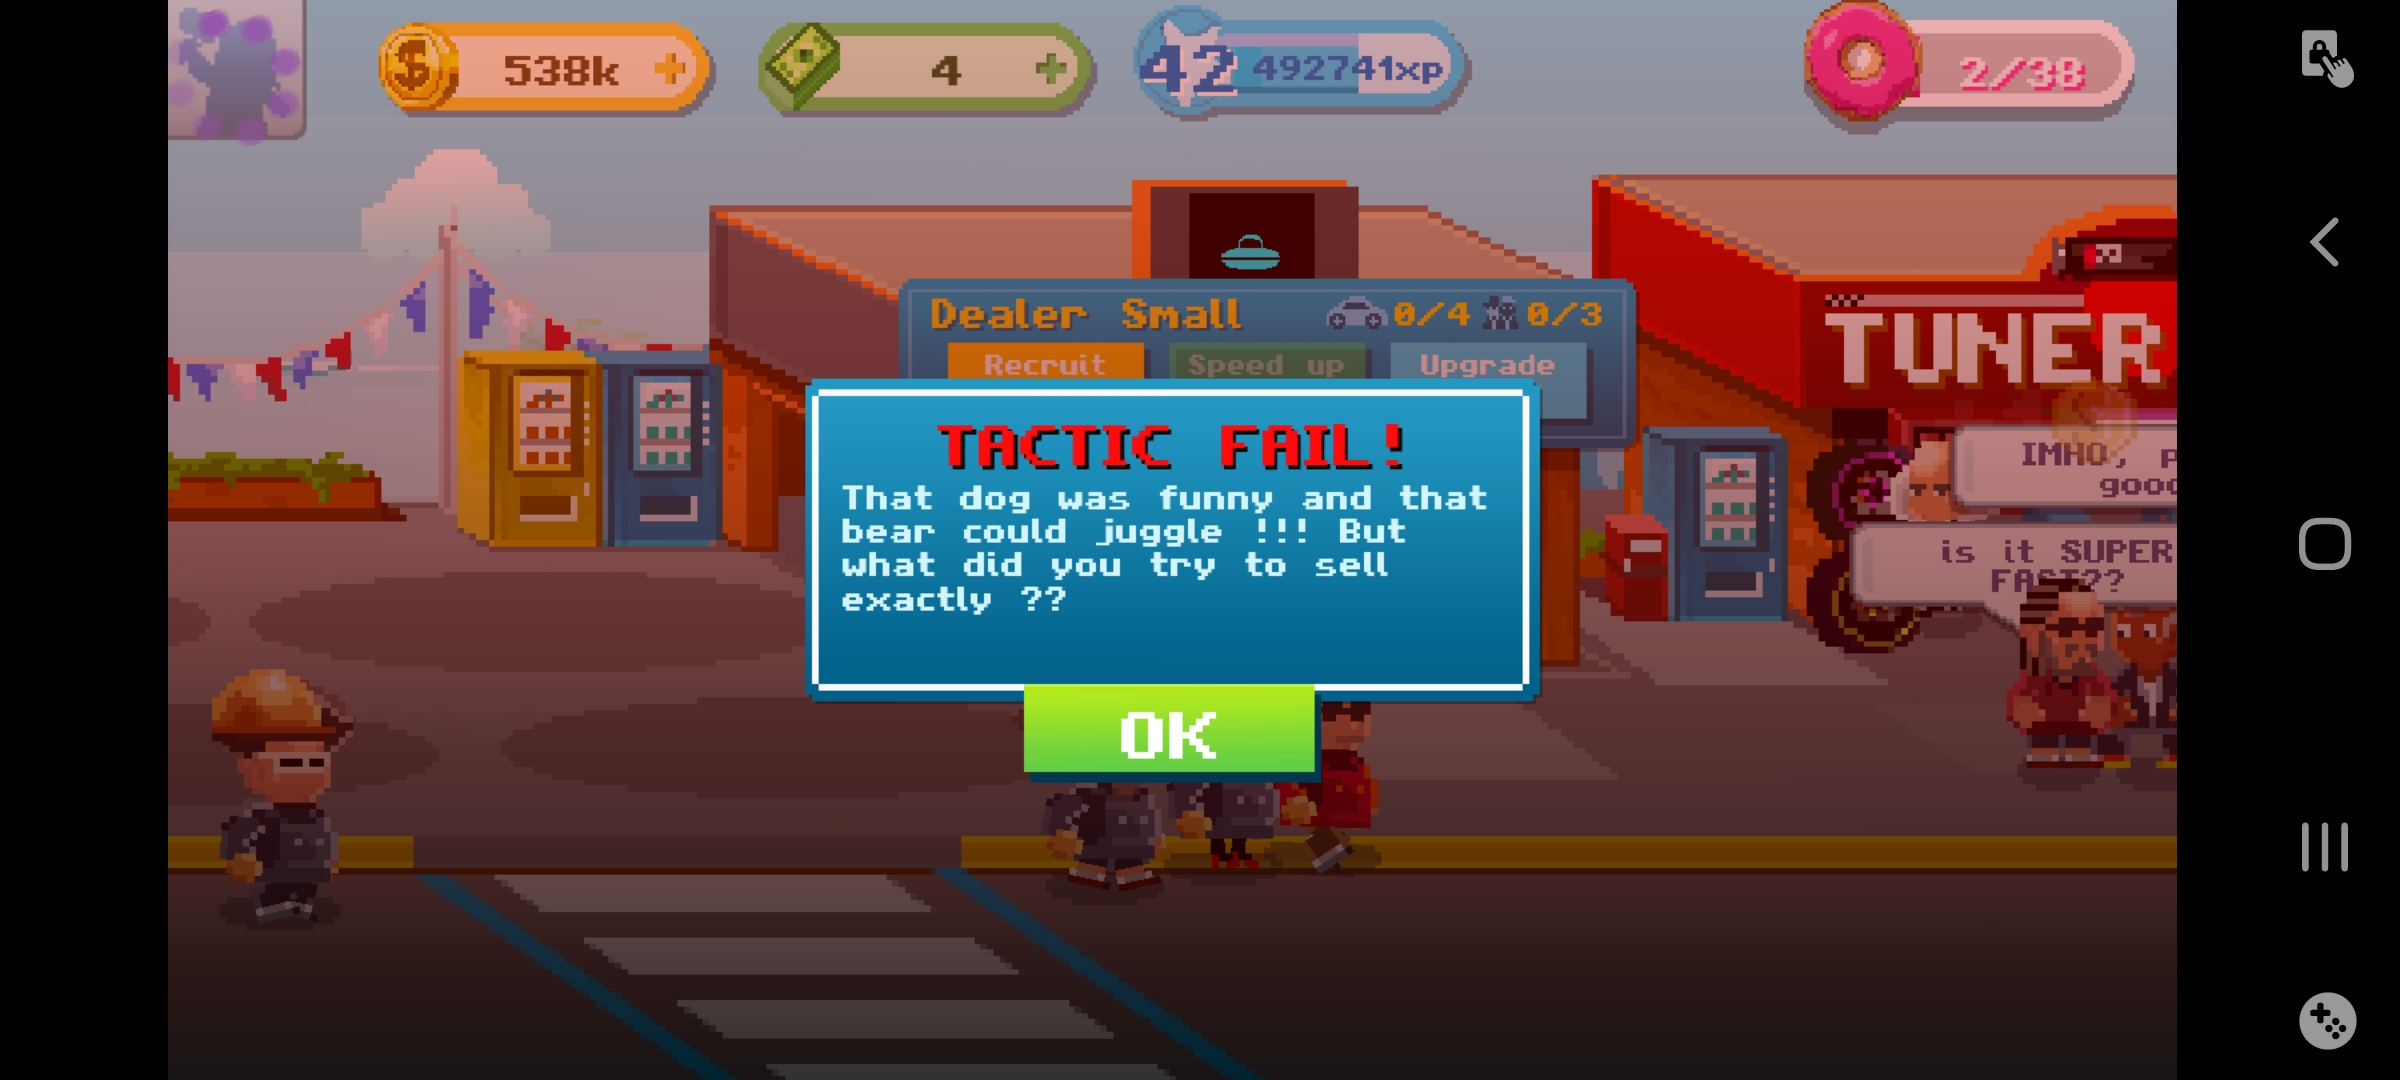 538k
4
42 492741xp
2/38
Dealer Small 0/4 0/3
Recruit Speed up Upgrade
TUNER
TACTIC FAIL!
That dog was funny and that
bear could juggle !!! But
what did you try to sell
exactly ??
OK
IMHO, p
good
is it SUPER
FAST??